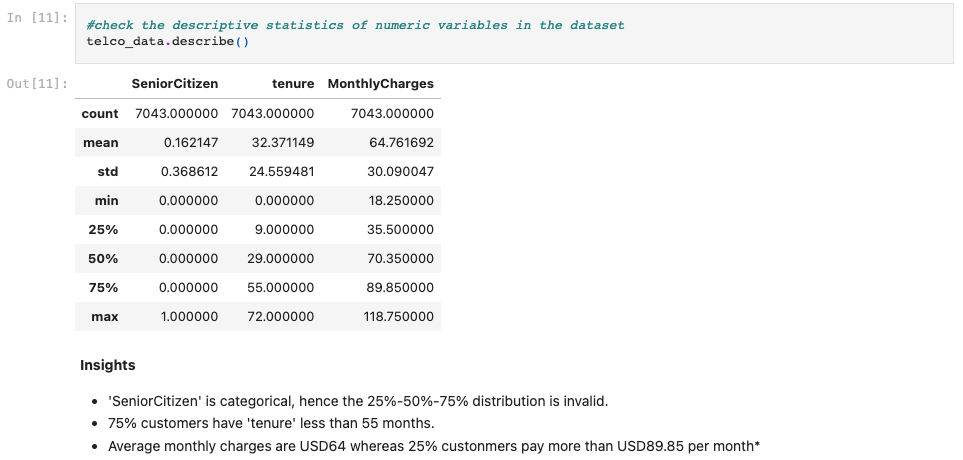 In [11]:
#check the descriptive statistics of numeric variables in the dataset
telco_data.describe()
Out[11]:
SeniorCitizen tenure MonthlyCharges
count 7043.000000 7043.000000 7043.000000
mean 0.162147 32.371149 64.761692
std 0.368612 24.559481 30.090047
min 0.000000 0.000000 18.250000
25% 0.000000 9.000000 35.500000
50% 0.000000 29.000000 70.350000
75% 0.000000 55.000000 89.850000
max 1.000000 72.000000 118.750000
Insights
• 'SeniorCitizen' is categorical, hence the 25%-50%-75% distribution is invalid.
• 75% customers have 'tenure' less than 55 months.
• Average monthly charges are USD64 whereas 25% custonmers pay more than USD89.85 per month*